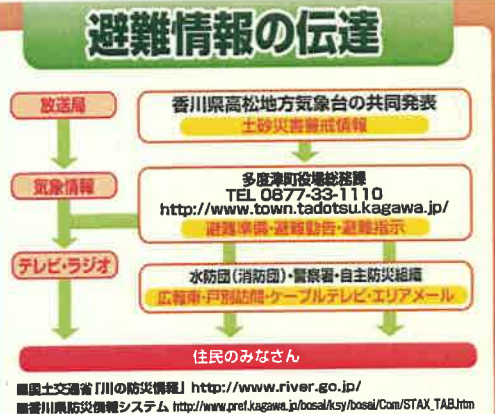 避難情報の伝達
放送局
香川県高松地方気象台の共同発表
土砂災害警戒情報
気象情報
多度津町役場総務課
TEL 0877-33-1110
http://www.town.tadotsu.kagawa.jp/
避難準備・避難勧告・避難指示
テレビ・ラジオ
水防団(消防団)・警察署・自主防災組織
広報車・戸別訪問・ケーブルテレビ・エリアメール
住民のみなさん
■国土交通省「川の防災情報」http://www.river.go.jp/
■香川県防災情報システム http://www.pref.kagawa.jp/bosai/ksy/bosai/Com/STAX_TAB.htm